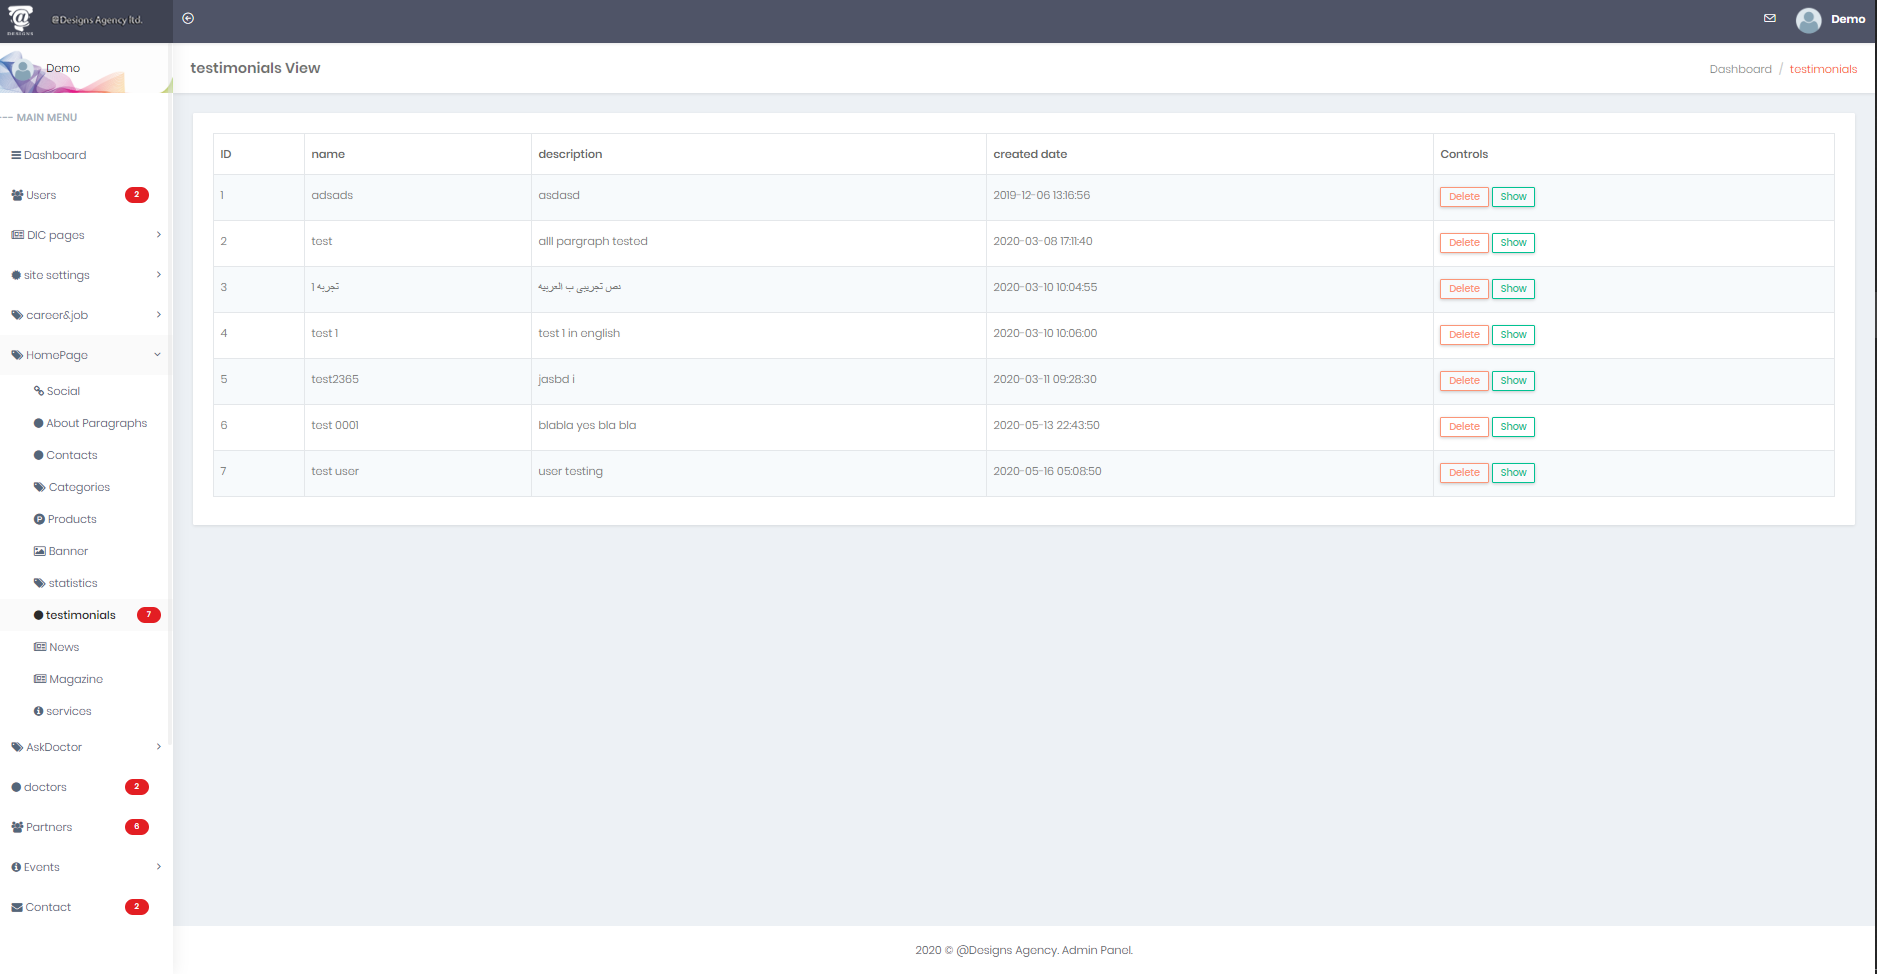 @Designs Agency ltd.
DESIGNS
Demo
Demo
testimonials View
Dashboard / testimonials
--- MAIN MENU
Dashboard
Users 2
DIC pages
site settings
career&job
HomePage
Social
About Paragraphs
Contacts
Categories
Products
Banner
statistics
testimonials 7
News
Magazine
services
AskDoctor
doctors 2
Partners 6
Events
Contact 2
ID name description created date Controls
1 adsads asdasd 2019-12-06 13:16:56 Delete Show
2 test alll pargraph tested 2020-03-08 17:11:40 Delete Show
3 تجربه 1 نص تجريبى ب العربيه 2020-03-10 10:04:55 Delete Show
4 test 1 test 1 in english 2020-03-10 10:06:00 Delete Show
5 test2365 jasbd i 2020-03-11 09:28:30 Delete Show
6 test 0001 blabla yes bla bla 2020-05-13 22:43:50 Delete Show
7 test user user testing 2020-05-16 05:08:50 Delete Show
2020 © @Designs Agency. Admin Panel.